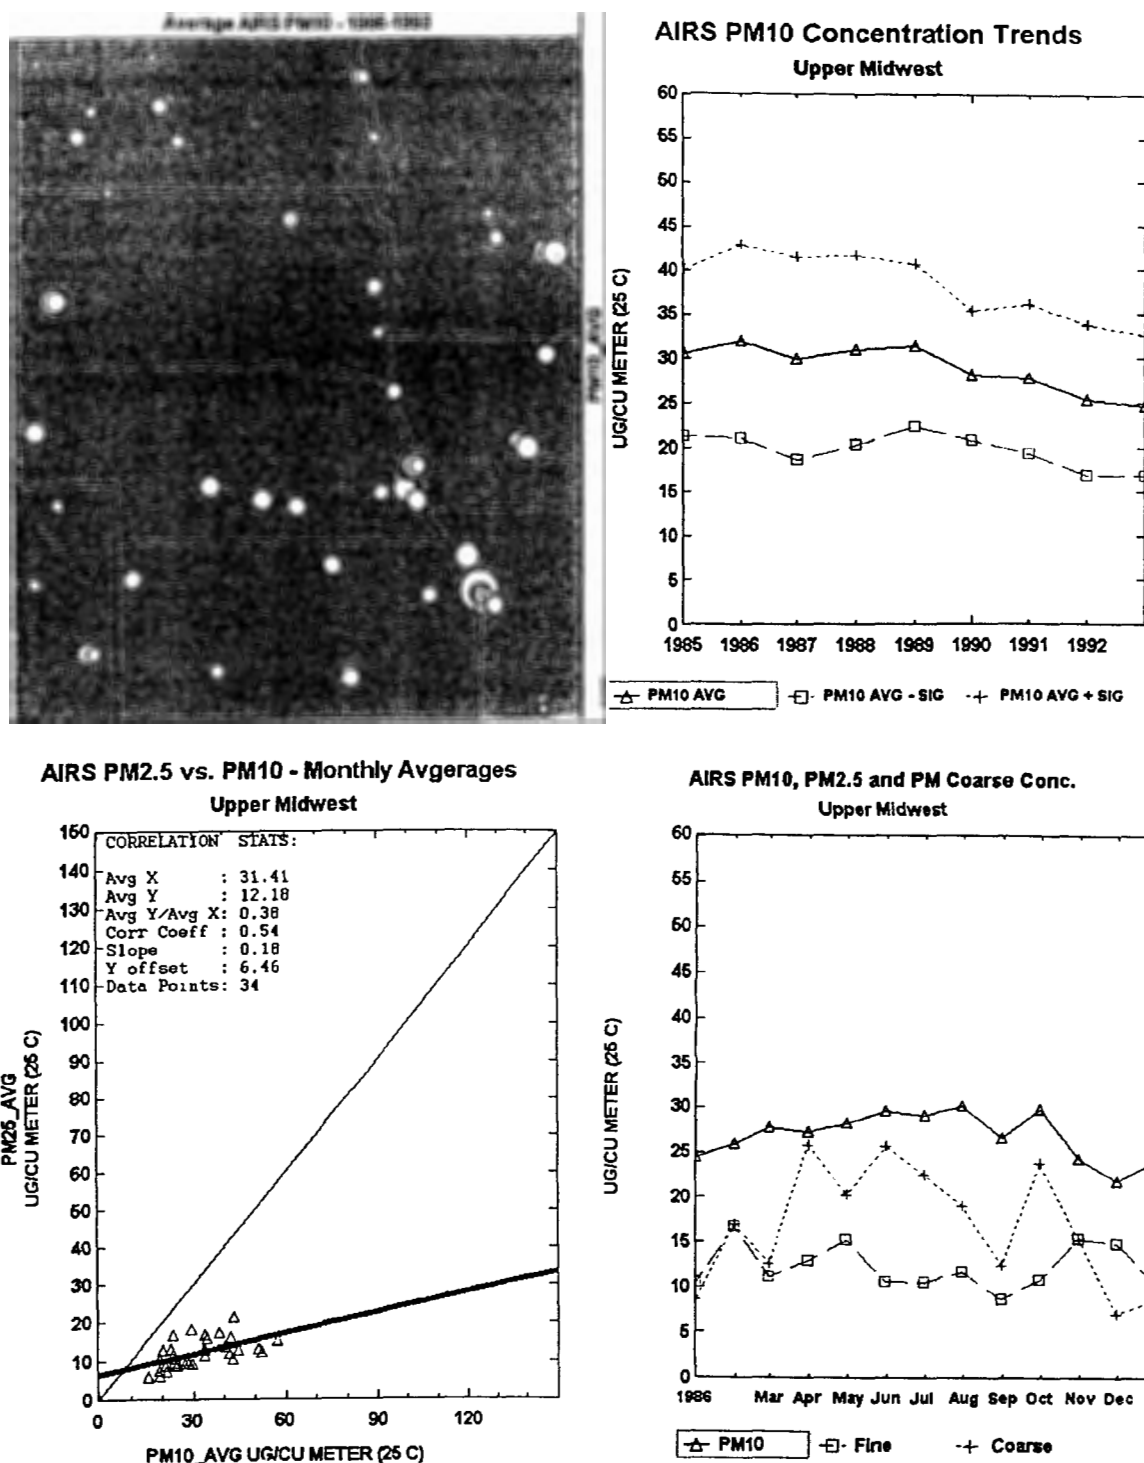 Average AIRS PM10 - 1986-1993
PM10_AVG
AIRS PM10 Concentration Trends
Upper Midwest
UG/CU METER (25 C)
60
55
50
45
40
35
30
25
20
15
10
5
0
1985 1986 1987 1988 1989 1990 1991 1992
PM10 AVG PM10 AVG - SIG PM10 AVG + SIG
AIRS PM2.5 vs. PM10 - Monthly Avgerages
Upper Midwest
PM25_AVG
UG/CU METER (25 C)
150
140
130
120
110
100
90
80
70
60
50
40
30
20
10
0
CORRELATION STATS:
Avg X : 31.41
Avg Y : 12.18
Avg Y/Avg X: 0.38
Corr Coeff : 0.54
Slope : 0.18
Y offset : 6.46
Data Points: 34
0 30 60 90 120
PM10_AVG UG/CU METER (25 C)
AIRS PM10, PM2.5 and PM Coarse Conc.
Upper Midwest
UG/CU METER (25 C)
60
55
50
45
40
35
30
25
20
15
10
5
0
1986 Mar Apr May Jun Jul Aug Sep Oct Nov Dec
PM10 Fine Coarse